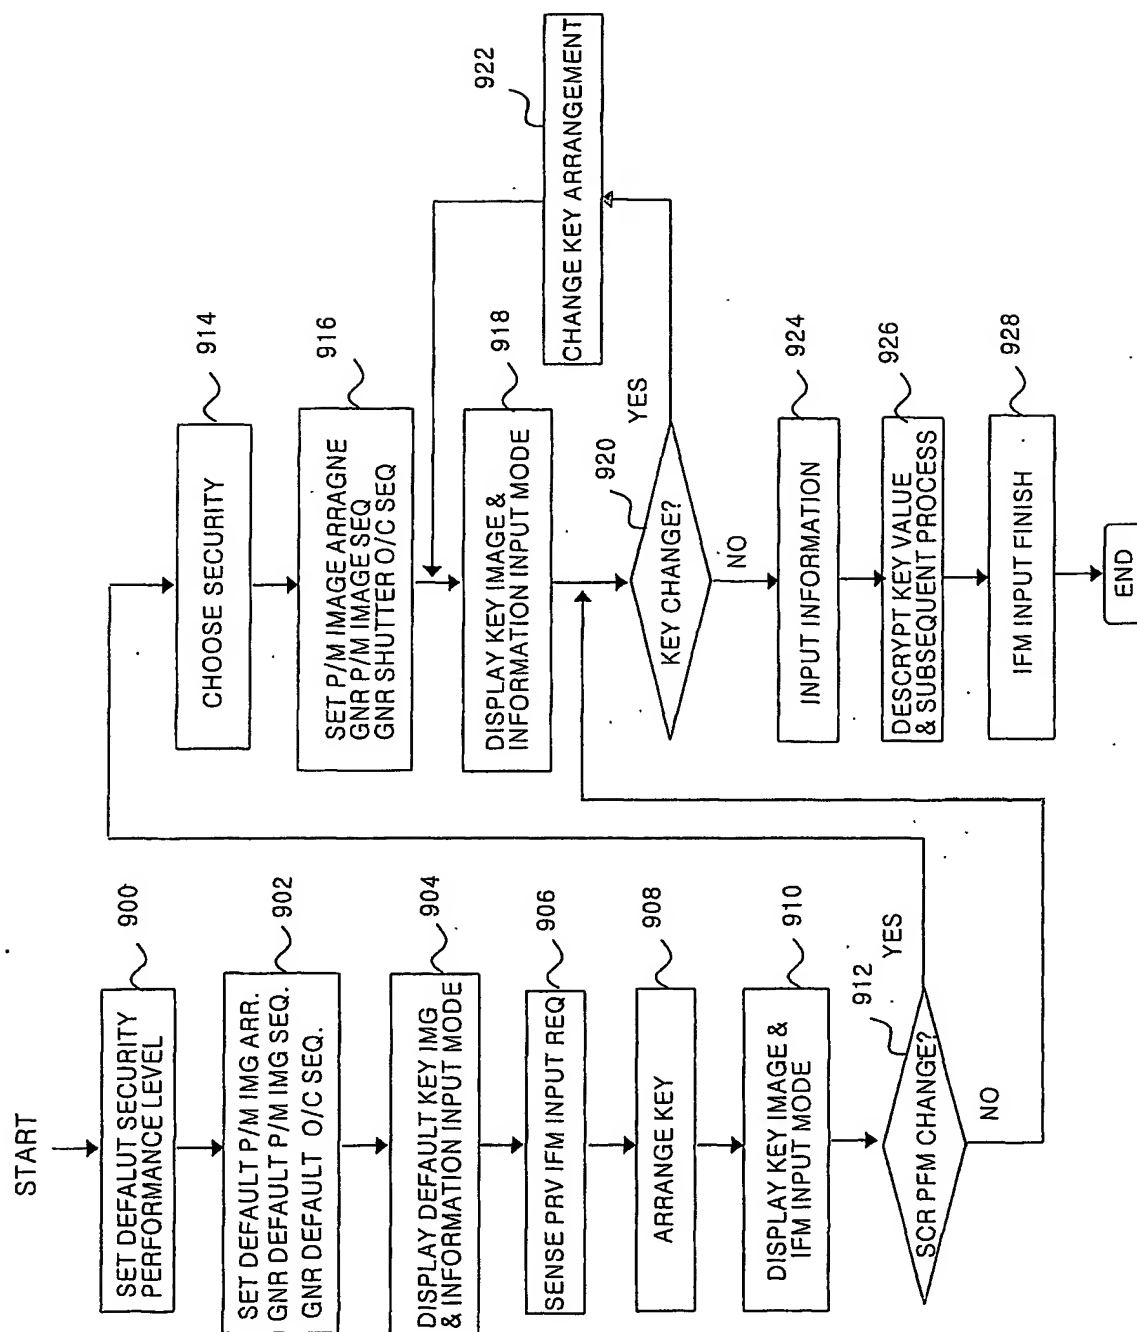 START
SET DEFALULT SECURITY
PERFORMANCE LEVEL
900
SET DEFAULT P/M IMG ARR.
GNR DEFAULT P/M IMG SEQ.
GNR DEFAULT O/C SEQ.
902
DISPLAY DEFAULT KEY IMG
& INFORMATION INPUT MODE
904
SENSE PRV IFM INPUT REQ
906
ARRANGE KEY
908
DISPLAY KEY IMAGE &
IFM INPUT MODE
910
SCR PFM CHANGE?
912
YES
NO
CHOOSE SECURITY
914
SET P/M IMAGE ARRAGNE
GNR P/M IMAGE SEQ
GNR SHUTTER O/C SEQ
916
DISPLAY KEY IMAGE &
INFORMATION INPUT MODE
918
KEY CHANGE?
920
YES
NO
CHANGE KEY ARRANGEMENT
922
INPUT INFORMATION
924
DESCRYPT KEY VALUE
& SUBSEQUENT PROCESS
926
IFM INPUT FINISH
928
END